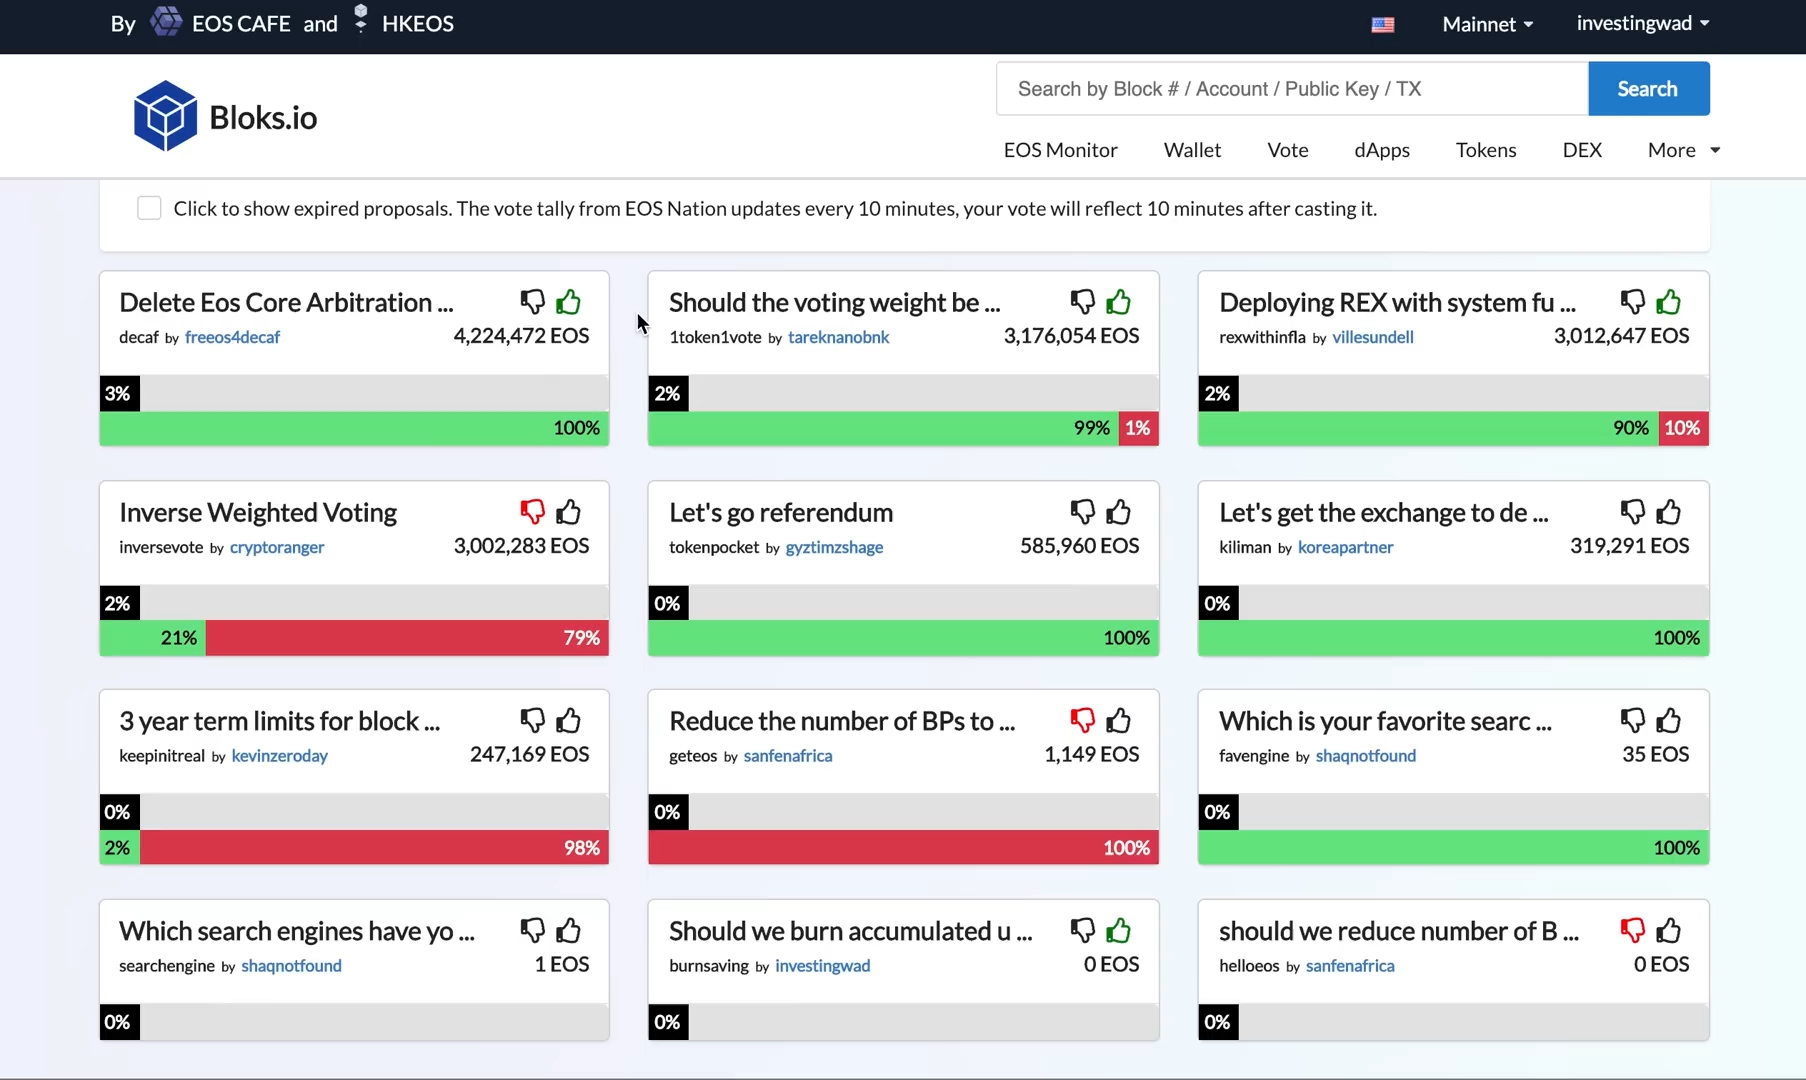 By EOS CAFE and HKEOS
Mainnet
investingwad
Bloks.io
Search by Block # / Account / Public Key / TX
Search
EOS Monitor
Wallet
Vote
dApps
Tokens
DEX
More
Click to show expired proposals. The vote tally from EOS Nation updates every 10 minutes, your vote will reflect 10 minutes after casting it.
Delete Eos Core Arbitration ...
decaf by freeos4decaf
4,224,472 EOS
3%
100%
Should the voting weight be ...
1token1vote by tareknanobnk
3,176,054 EOS
2%
99%
1%
Deploying REX with system fu ...
rexwithinfla by villesundell
3,012,647 EOS
2%
90%
10%
Inverse Weighted Voting
inversevote by cryptoranger
3,002,283 EOS
2%
21%
79%
Let's go referendum
tokenpocket by gyztimzshage
585,960 EOS
0%
100%
Let's get the exchange to de ...
kiliman by koreapartner
319,291 EOS
0%
100%
3 year term limits for block ...
keepinitreal by kevinzeroday
247,169 EOS
0%
2%
98%
Reduce the number of BPs to ...
geteos by sanfenafrica
1,149 EOS
0%
100%
Which is your favorite searc ...
favengine by shaqnotfound
35 EOS
0%
100%
Which search engines have yo ...
searchengine by shaqnotfound
1 EOS
0%
Should we burn accumulated u ...
burnsaving by investingwad
0 EOS
0%
should we reduce number of B ...
helloeos by sanfenafrica
0 EOS
0%